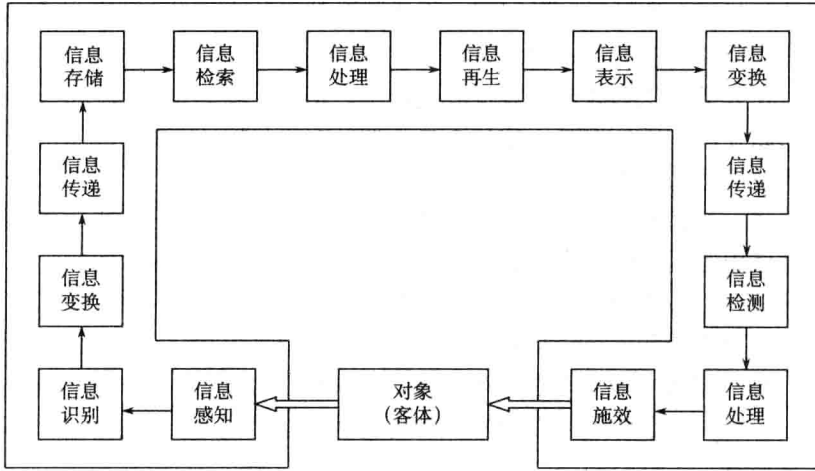 信息
存储
信息
检索
信息
处理
信息
再生
信息
表示
信息
变换
信息
传递
信息
传递
信息
变换
信息
检测
信息
识别
信息
感知
对象
（客体）
信息
施效
信息
处理